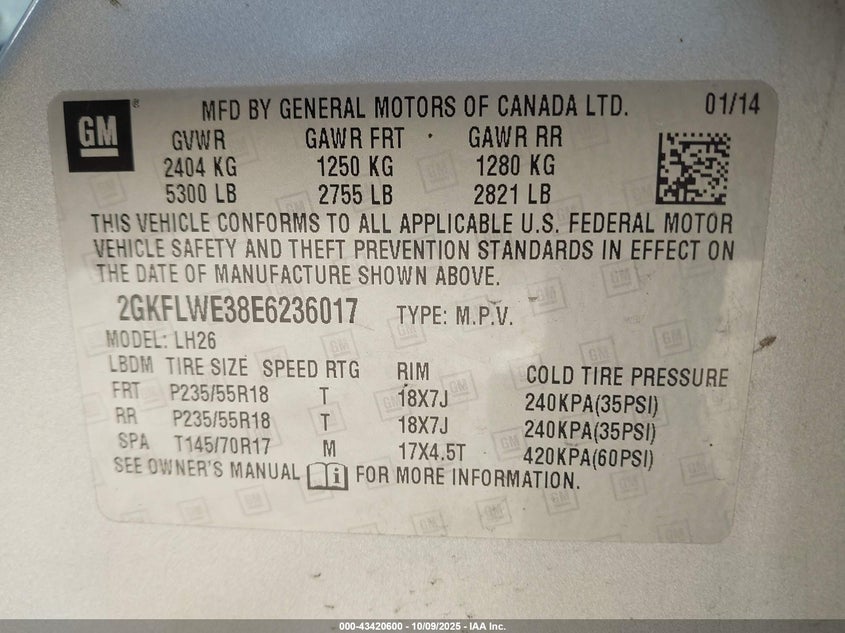 GM ® MFD BY GENERAL MOTORS OF CANADA LTD. 01/14
GVWR GAWR FRT GAWR RR
2404 KG 1250 KG 1280 KG
5300 LB 2755 LB 2821 LB
THIS VEHICLE CONFORMS TO ALL APPLICABLE U.S. FEDERAL MOTOR
VEHICLE SAFETY AND THEFT PREVENTION STANDARDS IN EFFECT ON
THE DATE OF MANUFACTURE SHOWN ABOVE.
2GKFLWE38E6236017 TYPE: M.P.V.
MODEL: LH26
LBDM TIRE SIZE SPEED RTG RIM COLD TIRE PRESSURE
FRT P235/55R18 T 18X7J 240KPA(35PSI)
RR P235/55R18 T 18X7J 240KPA(35PSI)
SPA T145/70R17 M 17X4.5T 420KPA(60PSI)
SEE OWNER'S MANUAL i FOR MORE INFORMATION.
000-43420600 - 10/09/2025 - IAA Inc.